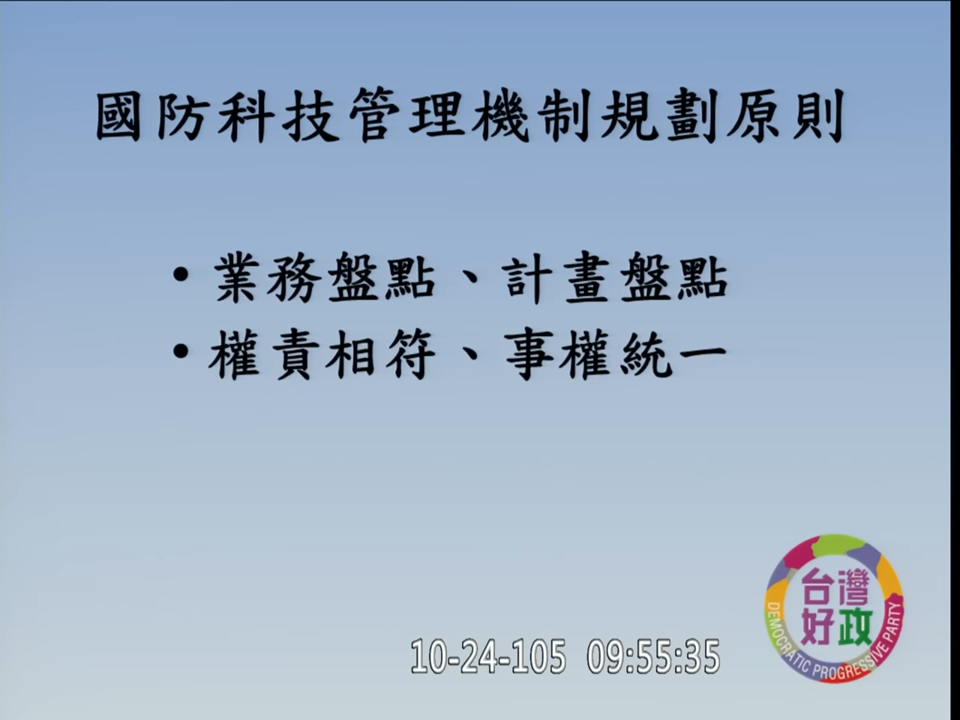 國防科技管理機制規劃原則
•業務盤點、計畫盤點
•權責相符、事權統一
台灣
好政
DEMOCRATIC PROGRESSIVE PARTY
10-24-105 09:55:35